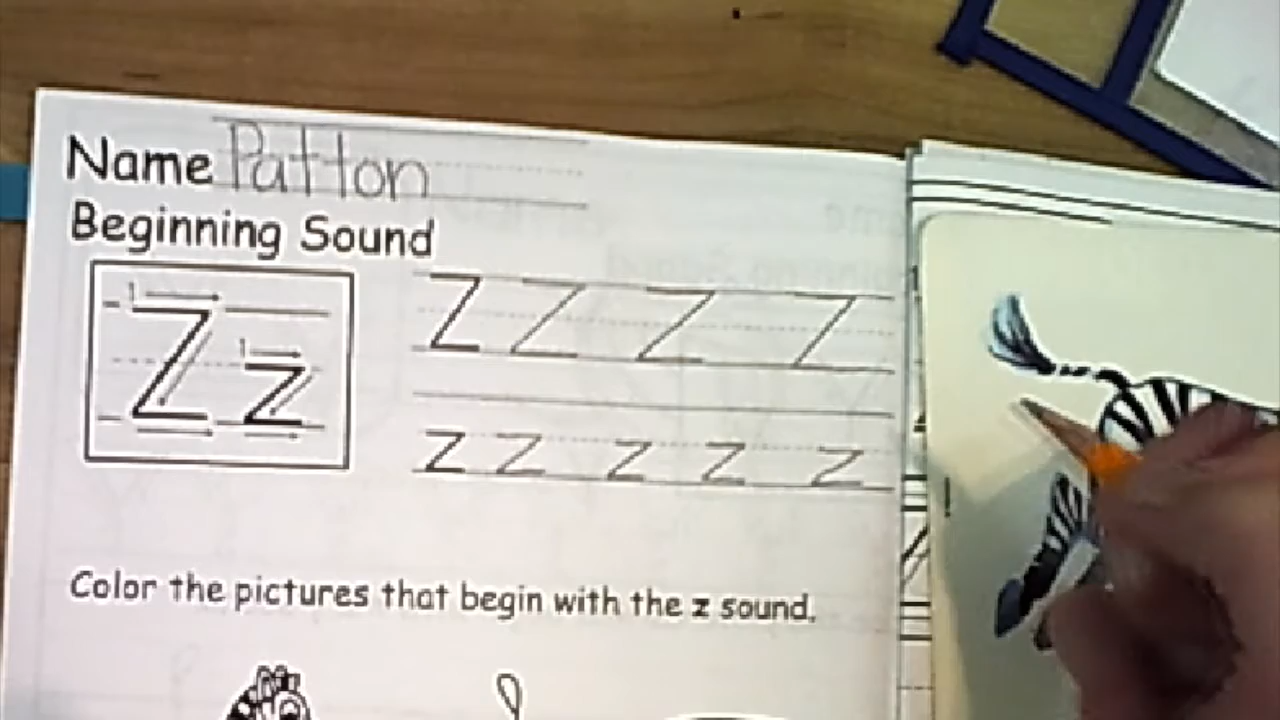 Name Patton
Beginning Sound
Zz
Z Z Z Z
z z z z z
Color the pictures that begin with the z sound.